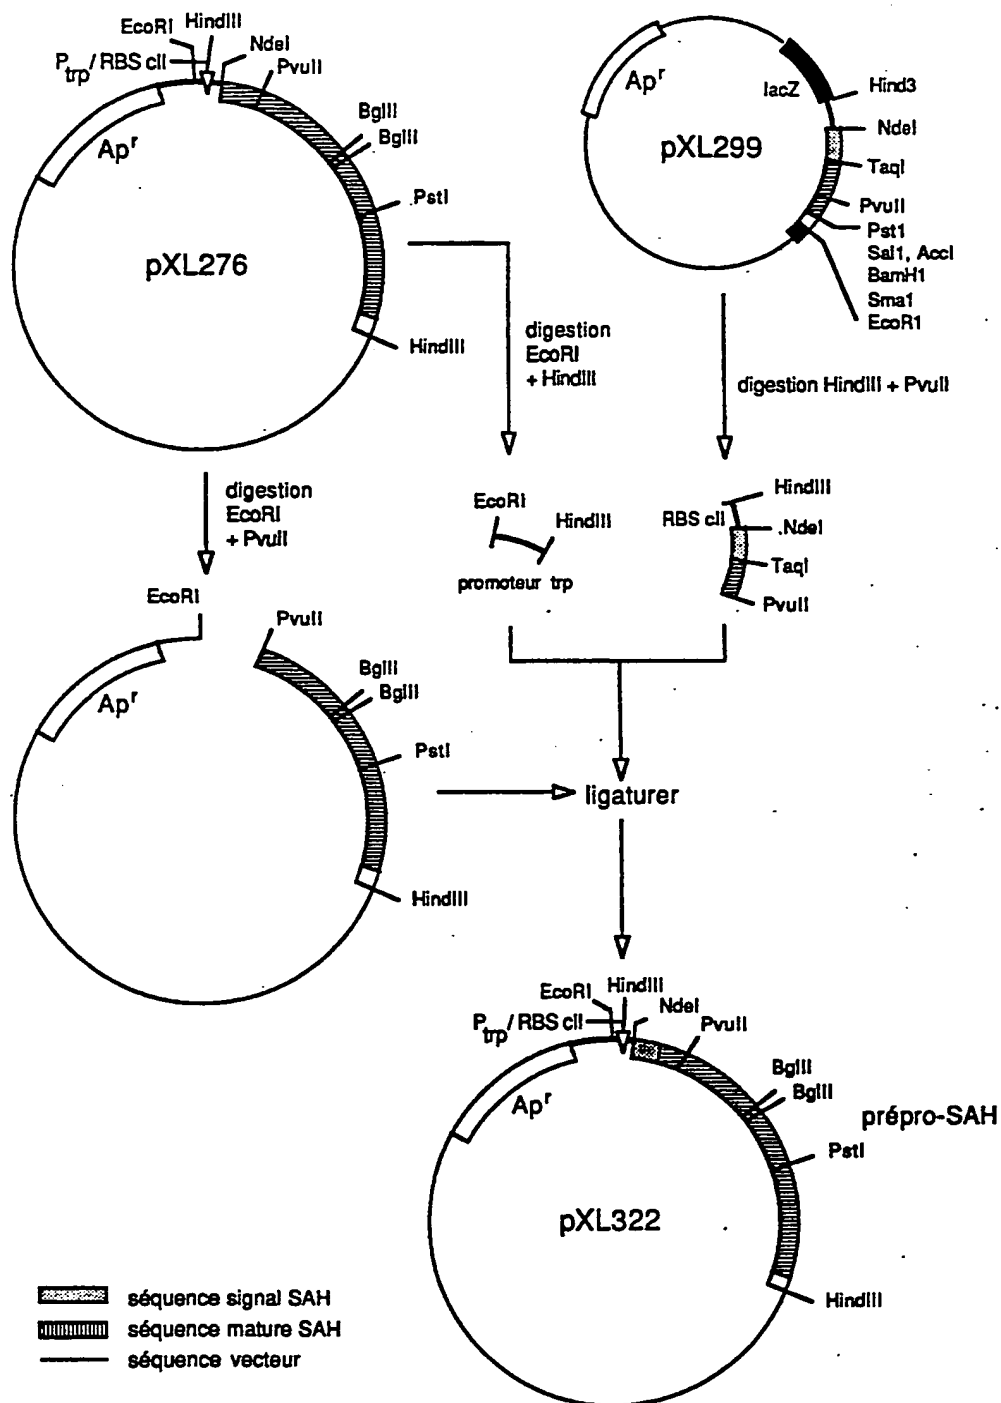 EcoRI
HindIII
Ptrp/ RBS cII
NdeI
PvuII
BglII
BglII
PstI
HindIII
Apr
pXL276
Apr
lacZ
pXL299
Hind3
NdeI
TaqI
PvuII
Pst1
Sal1, AccI
BamH1
Sma1
EcoR1
digestion
EcoRI
+ HindIII
digestion HindIII + PvuII
digestion
EcoRI
+ PvuII
EcoRI
HindIII
promoteur trp
HindIII
RBS cII
.NdeI
TaqI
PvuII
EcoRI
PvuII
BglII
BglII
PstI
HindIII
Apr
ligaturer
EcoRI
HindIII
Ptrp/ RBS cII
NdeI
PvuII
BglII
BglII
PstI
HindIII
Apr
prépro-SAH
pXL322
séquence signal SAH
séquence mature SAH
séquence vecteur